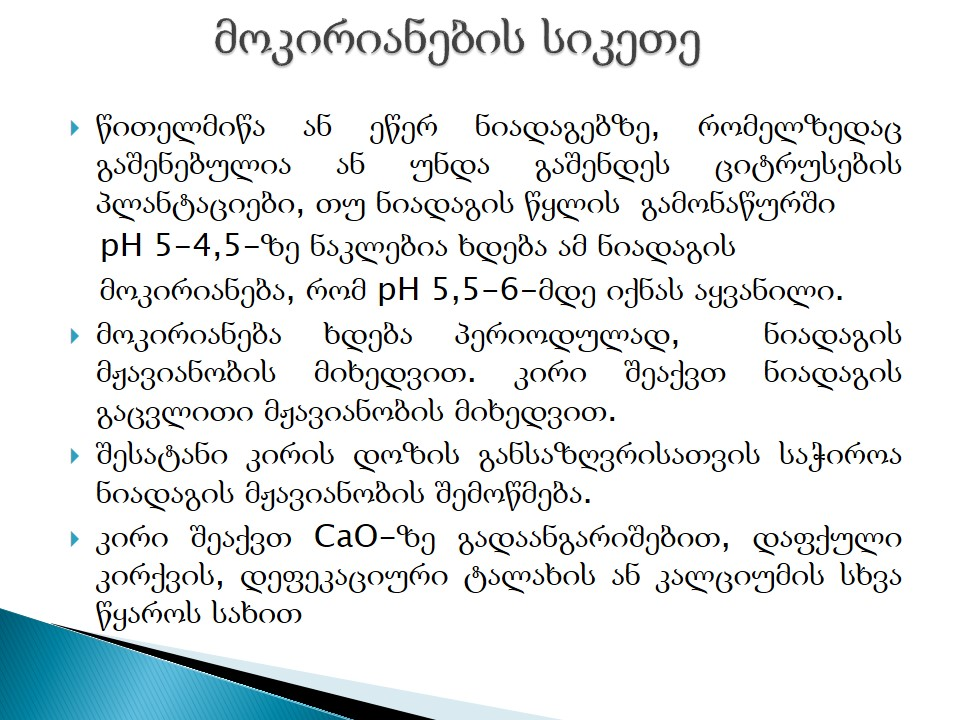 მოკირიანების სიკეთე
წითელმიწა ან ეწერ ნიადაგებზე, რომელზედაც
გაშენებულია ან უნდა გაშენდეს ციტრუსების
პლანტაციები, თუ ნიადაგის წყლის გამონაწურში
pH 5-4,5-ზე ნაკლებია ხდება ამ ნიადაგის
მოკირიანება, რომ pH 5,5-6-მდე იქნას აყვანილი.
მოკირიანება ხდება პერიოდულად, ნიადაგის
მჟავიანობის მიხედვით. კირი შეაქვთ ნიადაგის
გაცვლითი მჟავიანობის მიხედვით.
შესატანი კირის დოზის განსაზღვრისათვის საჭიროა
ნიადაგის მჟავიანობის შემოწმება.
კირი შეაქვთ CaO-ზე გადაანგარიშებით, დაფქული
კირქვის, დეფეკაციური ტალახის ან კალციუმის სხვა
წყაროს სახით